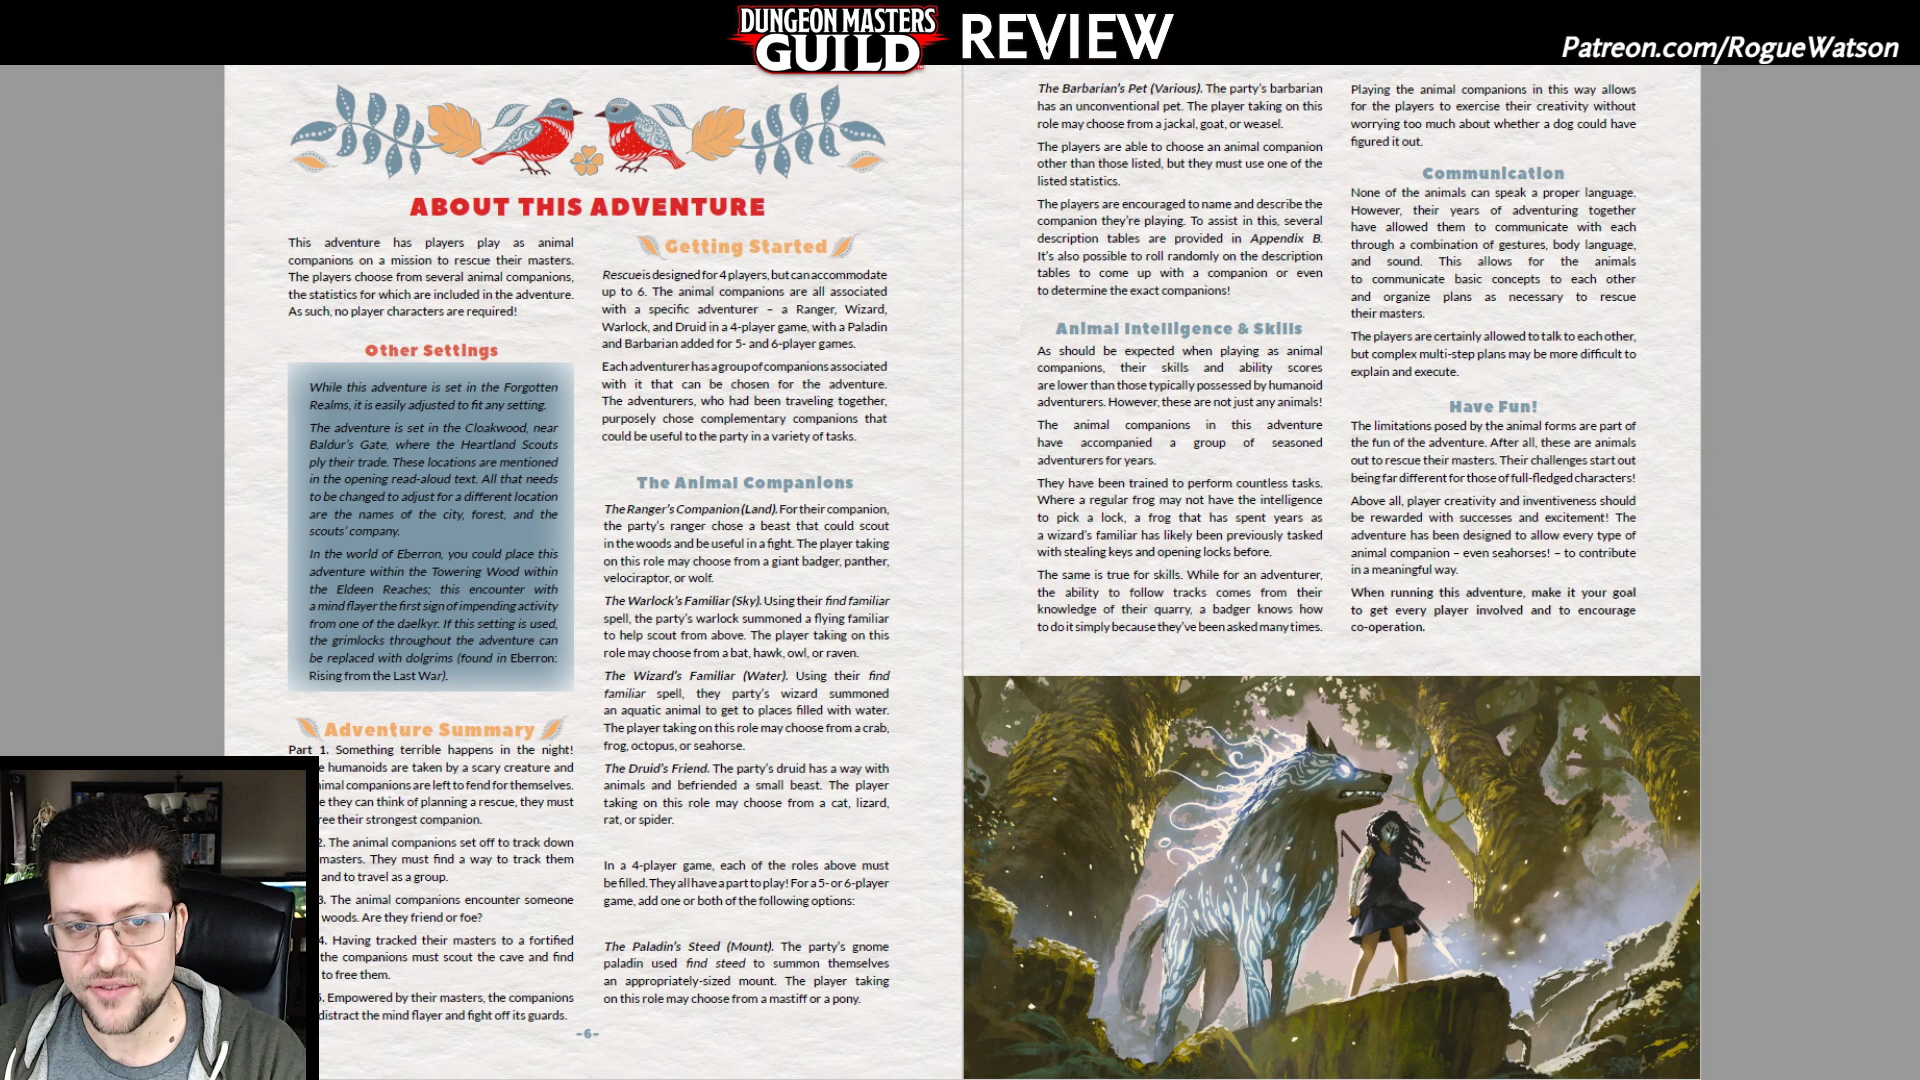 DUNGEON MASTERS
GUILD
REVIEW
Patreon.com/RogueWatson
ABOUT THIS ADVENTURE
This adventure has players play as animal
companions on a mission to rescue their masters.
The players choose from several animal companions,
the statistics for which are included in the adventure.
As such, no player characters are required!
Other Settings
While this adventure is set in the Forgotten
Realms, it is easily adjusted to fit any setting.
The adventure is set in the Cloakwood, near
Baldur's Gate, where the Heartland Scouts
ply their trade. These locations are mentioned
in the opening read-aloud text. All that needs
to be changed to adjust for a different location
are the names of the city, forest, and the
scouts' company.
In the world of Eberron, you could place this
adventure within the Towering Wood within
the Eldeen Reaches; this encounter with
a mind flayer the first sign of impending activity
from one of the daelkyr. If this setting is used,
the grimlocks throughout the adventure can
be replaced with dolgrims (found in Eberron:
Rising from the Last War).
Adventure Summary
Part 1. Something terrible happens in the night!
humanoids are taken by a scary creature and
companions are left to fend for themselves.
they can think of planning a rescue, they must
their strongest companion.
2. The animal companions set off to track down
masters. They must find a way to track them
and to travel as a group.
3. The animal companions encounter someone
woods. Are they friend or foe?
4. Having tracked their masters to a fortified
the companions must scout the cave and find
to free them.
Empowered by their masters, the companions
distract the mind flayer and fight off its guards.
Getting Started
Rescue is designed for 4 players, but can accommodate
up to 6. The animal companions are all associated
with a specific adventurer – a Ranger, Wizard,
Warlock, and Druid in a 4-player game, with a Paladin
and Barbarian added for 5- and 6-player games.
Each adventurer has a group of companions associated
with it that can be chosen for the adventure.
The adventurers, who had been traveling together,
purposely chose complementary companions that
could be useful to the party in a variety of tasks.
The Animal Companions
The Ranger's Companion (Land). For their companion,
the party's ranger chose a beast that could scout
in the woods and be useful in a fight. The player taking
on this role may choose from a giant badger, panther,
velociraptor, or wolf.
The Warlock's Familiar (Sky). Using their find familiar
spell, the party's warlock summoned a flying familiar
to help scout from above. The player taking on this
role may choose from a bat, hawk, owl, or raven.
The Wizard's Familiar (Water). Using their find
familiar spell, they party's wizard summoned
an aquatic animal to get to places filled with water.
The player taking on this role may choose from a crab,
frog, octopus, or seahorse.
The Druid's Friend. The party's druid has a way with
animals and befriended a small beast. The player
taking on this role may choose from a cat, lizard,
rat, or spider.
In a 4-player game, each of the roles above must
be filled. They all have a part to play! For a 5- or 6-player
game, add one or both of the following options:
The Paladin's Steed (Mount). The party's gnome
paladin used find steed to summon themselves
an appropriately-sized mount. The player taking
on this role may choose from a mastiff or a pony.
-6-
The Barbarian's Pet (Various). The party's barbarian
has an unconventional pet. The player taking on this
role may choose from a jackal, goat, or weasel.
The players are able to choose an animal companion
other than those listed, but they must use one of the
listed statistics.
The players are encouraged to name and describe the
companion they're playing. To assist in this, several
description tables are provided in Appendix B.
It's also possible to roll randomly on the description
tables to come up with a companion or even
to determine the exact companions!
Animal Intelligence & Skills
As should be expected when playing as animal
companions, their skills and ability scores
are lower than those typically possessed by humanoid
adventurers. However, these are not just any animals!
The animal companions in this adventure
have accompanied a group of seasoned
adventurers for years.
They have been trained to perform countless tasks.
Where a regular frog may not have the intelligence
to pick a lock, a frog that has spent years as
a wizard's familiar has likely been previously tasked
with stealing keys and opening locks before.
The same is true for skills. While for an adventurer,
the ability to follow tracks comes from their
knowledge of their quarry, a badger knows how
to do it simply because they've been asked many times.
Playing the animal companions in this way allows
for the players to exercise their creativity without
worrying too much about whether a dog could have
figured it out.
Communication
None of the animals can speak a proper language.
However, their years of adventuring together
have allowed them to communicate with each
through a combination of gestures, body language,
and sound. This allows for the animals
to communicate basic concepts to each other
and organize plans as necessary to rescue
their masters.
The players are certainly allowed to talk to each other,
but complex multi-step plans may be more difficult to
explain and execute.
Have Fun!
The limitations posed by the animal forms are part of
the fun of the adventure. After all, these are animals
out to rescue their masters. Their challenges start out
being far different for those of full-fledged characters!
Above all, player creativity and inventiveness should
be rewarded with successes and excitement! The
adventure has been designed to allow every type of
animal companion – even seahorses! – to contribute
in a meaningful way.
When running this adventure, make it your goal
to get every player involved and to encourage
co-operation.